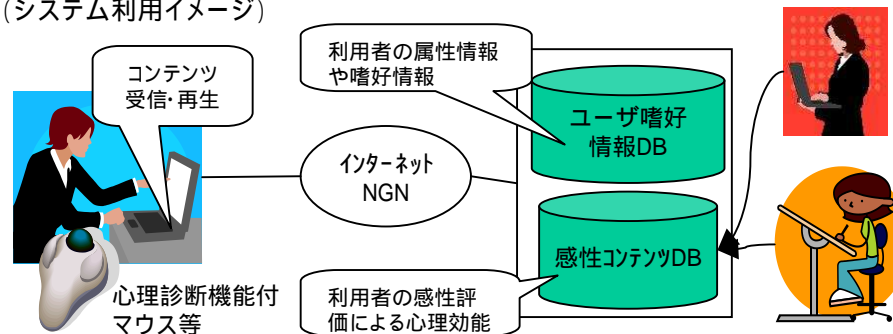 (システム利用イメージ)
コンテンツ
受信・再生
利用者の属性情報
や嗜好情報
ユーザ嗜好
情報DB
インターネット
NGN
感性コンテンツDB
心理診断機能付
マウス等
利用者の感性評
価による心理効能